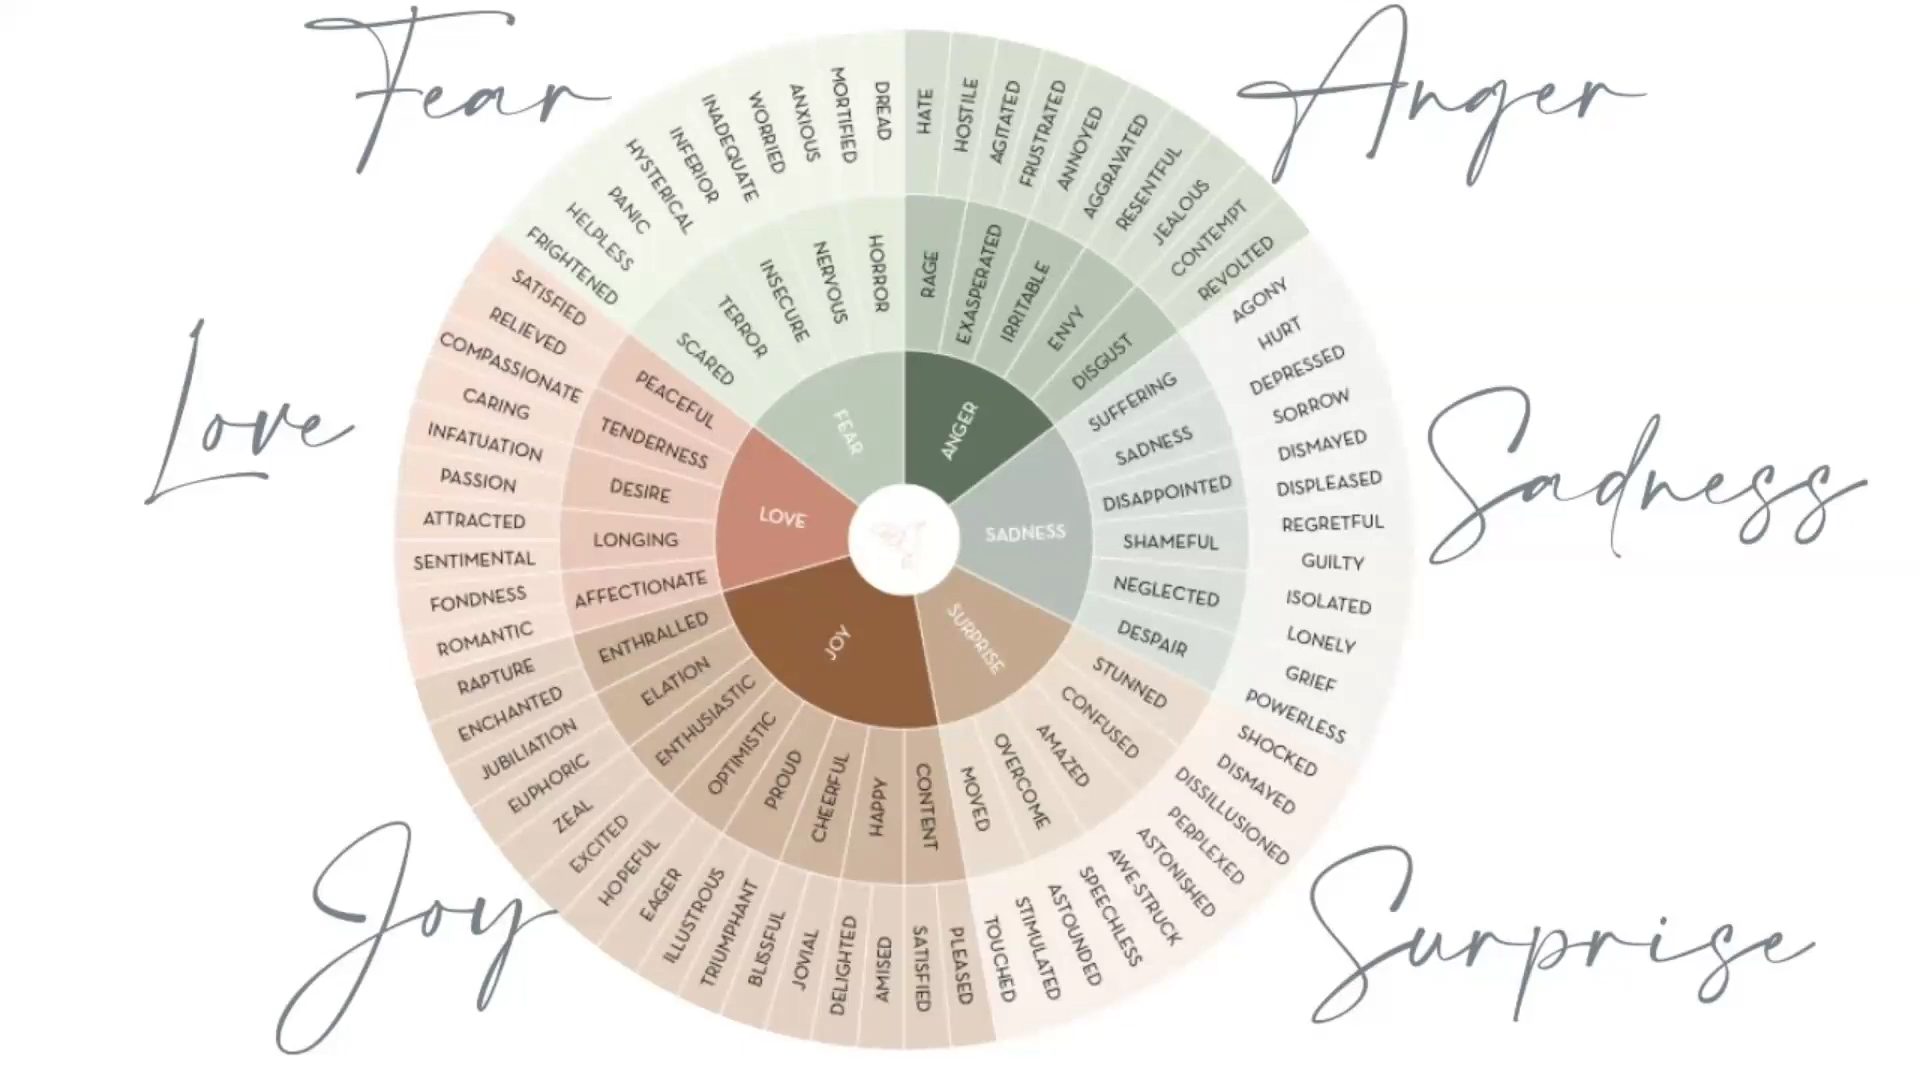 Fear
Anger
Love
Sadness
Joy
Surprise
FEAR
ANGER
SADNESS
SURPRISE
JOY
LOVE
SCARED
TERROR
INSECURE
NERVOUS
HORROR
RAGE
EXASPERATED
IRRITABLE
ENVY
DISGUST
SUFFERING
SADNESS
DISAPPOINTED
SHAMEFUL
NEGLECTED
DESPAIR
STUNNED
CONFUSED
AMAZED
OVERCOME
MOVED
CONTENT
HAPPY
CHEERFUL
PROUD
OPTIMISTIC
ENTHUSIASTIC
ELATION
ENTHRALLED
AFFECTIONATE
LONGING
DESIRE
TENDERNESS
PEACEFUL
FRIGHTENED
HELPLESS
PANIC
HYSTERICAL
INFERIOR
INADEQUATE
WORRIED
ANXIOUS
MORTIFIED
DREAD
HATE
HOSTILE
AGITATED
FRUSTRATED
ANNOYED
AGGRAVATED
RESENTFUL
JEALOUS
CONTEMPT
REVOLTED
AGONY
HURT
DEPRESSED
SORROW
DISMAYED
DISPLEASED
REGRETFUL
GUILTY
ISOLATED
LONELY
GRIEF
POWERLESS
SHOCKED
DISMAYED
DISSILLUSIONED
PERPLEXED
ASTONISHED
AWE-STRUCK
SPEECHLESS
ASTOUNDED
STIMULATED
TOUCHED
PLEASED
SATISFIED
AMISED
DELIGHTED
JOVIAL
BLISSFUL
TRIUMPHANT
ILLUSTROUS
EAGER
HOPEFUL
EXCITED
ZEAL
EUPHORIC
JUBILIATION
ENCHANTED
RAPTURE
ROMANTIC
FONDNESS
SENTIMENTAL
ATTRACTED
PASSION
INFATUATION
CARING
COMPASSIONATE
RELIEVED
SATISFIED